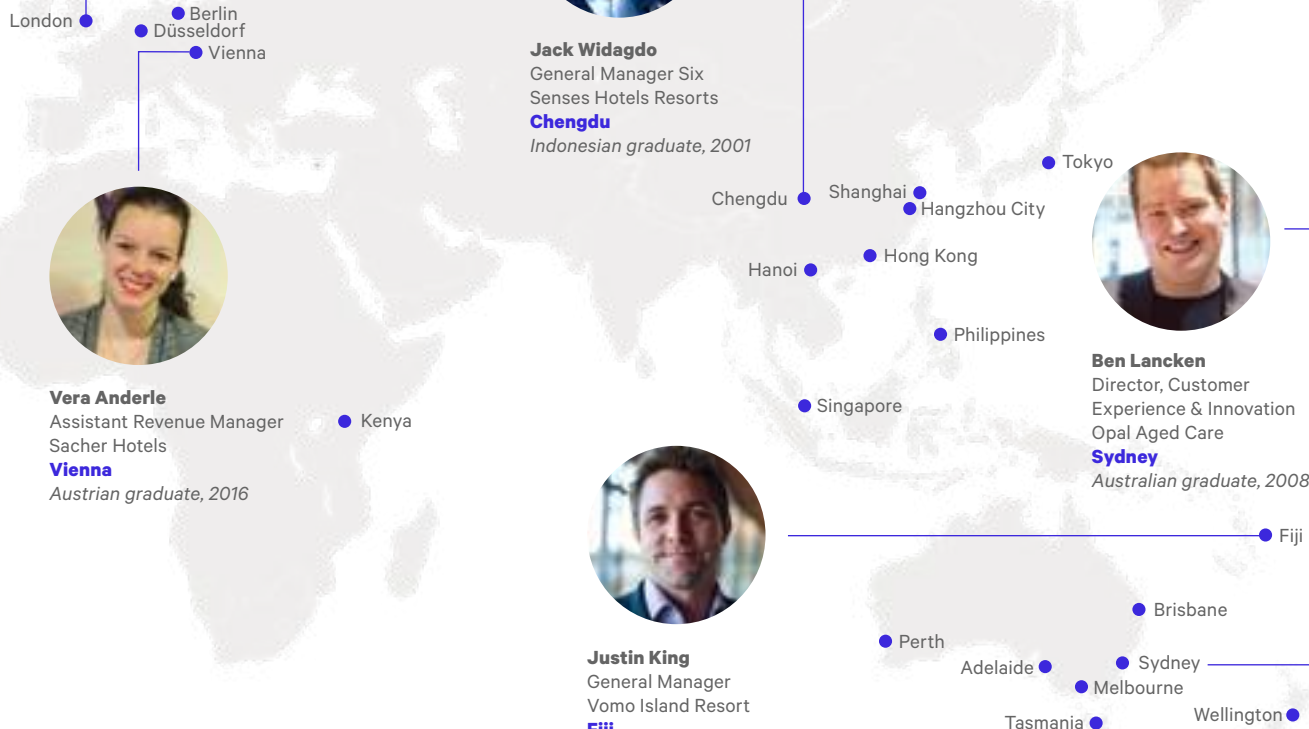 London
Berlin
Düsseldorf
Vienna
Jack Widagdo
General Manager Six
Senses Hotels Resorts
Chengdu
Indonesian graduate, 2001
Tokyo
Chengdu
Shanghai
Hangzhou City
Hanoi
Hong Kong
Philippines
Singapore
Kenya
Vera Anderle
Assistant Revenue Manager
Sacher Hotels
Vienna
Austrian graduate, 2016
Ben Lancken
Director, Customer
Experience & Innovation
Opal Aged Care
Sydney
Australian graduate, 2008
Fiji
Brisbane
Perth
Adelaide
Sydney
Melbourne
Wellington
Tasmania
Justin King
General Manager
Vomo Island Resort
Fiji